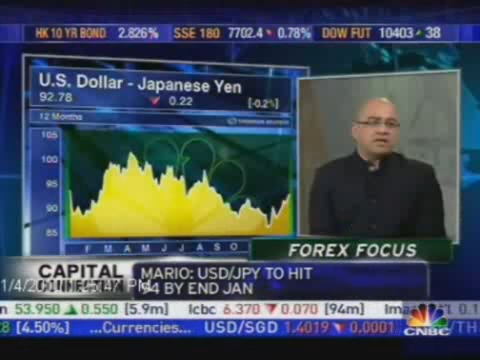 HK 10 YR BOND 2.826% SSE 180 7702.4 0.78% DOW FUT 10403 38
U.S. Dollar - Japanese Yen
92.78 0.22 [-0.2%]
12 Months
105
100
95
90
85
F M A M J J A S O
FOREX FOCUS
CAPITAL
CONNECTION
MARIO: USD/JPY TO HIT
94 BY END JAN
53.950 0.550 [5.9m] Icbc 6.370 0.070 [94m]
[4.50%] ...Currencies... USD/SGD 1.4019 0.0001
CNBC